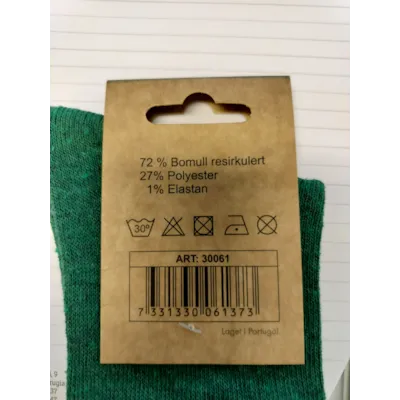 72 % Bomull resirkulert
27% Polyester
1% Elastan
30°
ART: 30061
7 331330 061373
Laget i Portugal